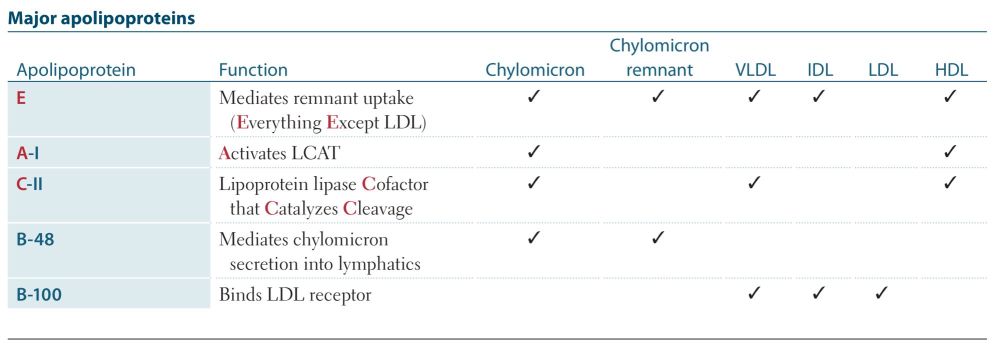 Major apolipoproteins
Chylomicron
Apolipoprotein Function Chylomicron remnant VLDL IDL LDL HDL
E Mediates remnant uptake ✓ ✓ ✓ ✓ ✓
(Everything Except LDL)
A-I Activates LCAT ✓ ✓
C-II Lipoprotein lipase Cofactor ✓ ✓ ✓
that Catalyzes Cleavage
B-48 Mediates chylomicron ✓ ✓
secretion into lymphatics
B-100 Binds LDL receptor ✓ ✓ ✓